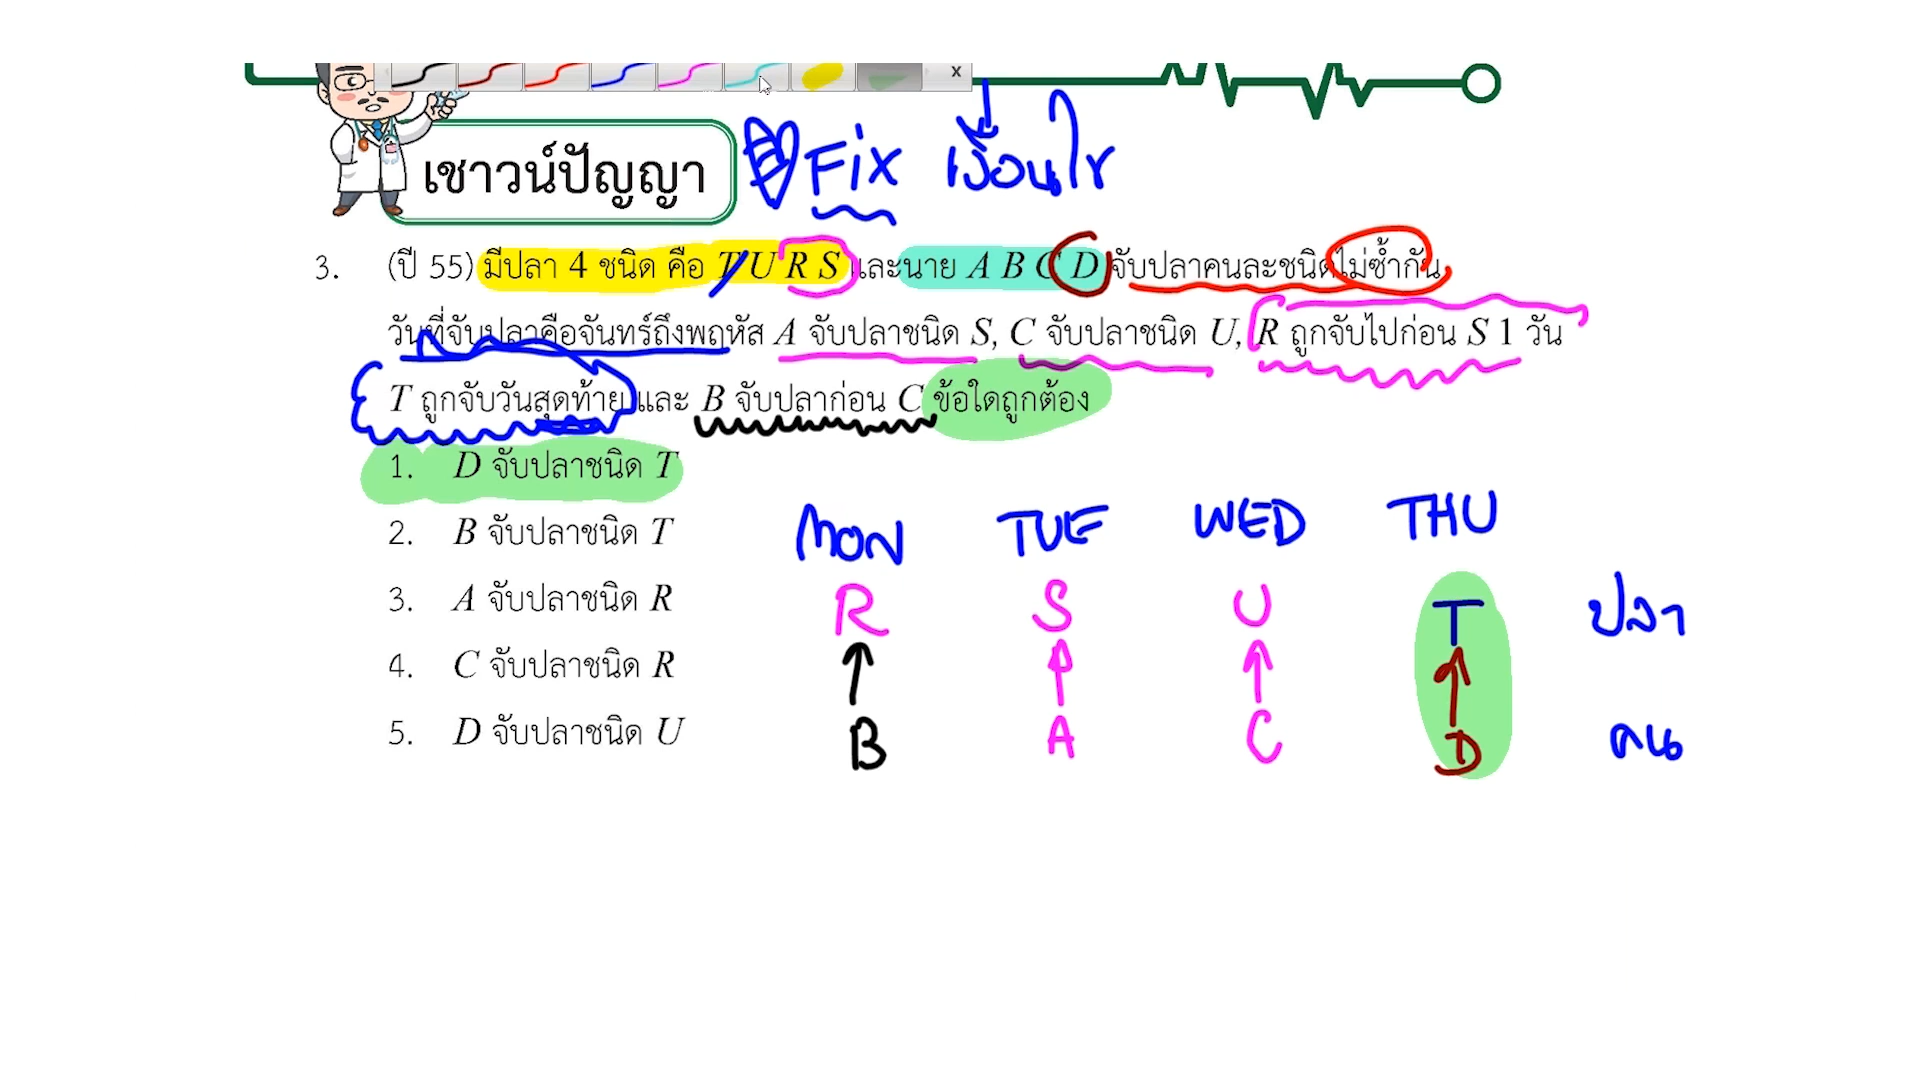 x
เชาวน์ปัญญา Fix เงื่อนไข
3. (ปี 55) มีปลา 4 ชนิด คือ T U R S และนาย A B C D จับปลาคนละชนิดไม่ซ้ำกัน
วันที่จับปลาคือจันทร์ถึงพฤหัส A จับปลาชนิด S, C จับปลาชนิด U, R ถูกจับไปก่อน S 1 วัน
T ถูกจับวันสุดท้าย และ B จับปลาก่อน C ข้อใดถูกต้อง
1. D จับปลาชนิด T
2. B จับปลาชนิด T
3. A จับปลาชนิด R
4. C จับปลาชนิด R
5. D จับปลาชนิด U
MON TUE WED THU
R S U T ปลา
B A C D คน